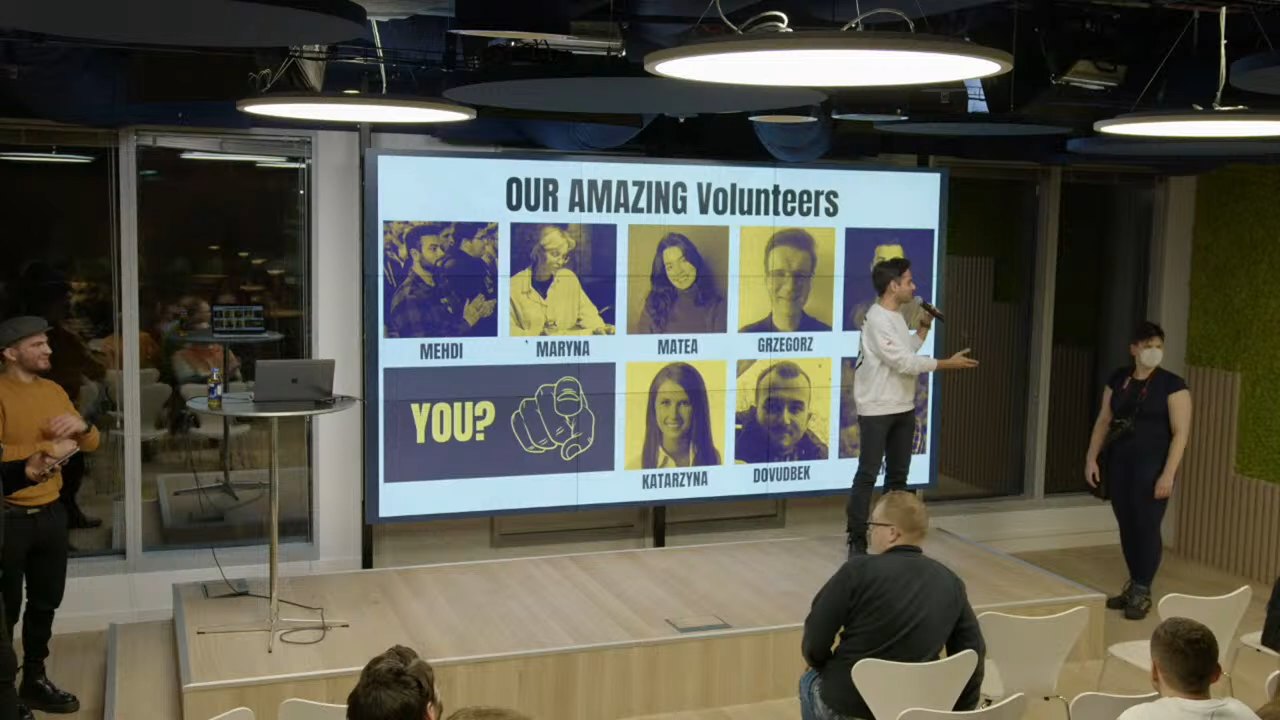 OUR AMAZING Volunteers
MEHDI
MARYNA
MATEA
GRZEGORZ
YOU?
KATARZYNA
DOVUDBEK